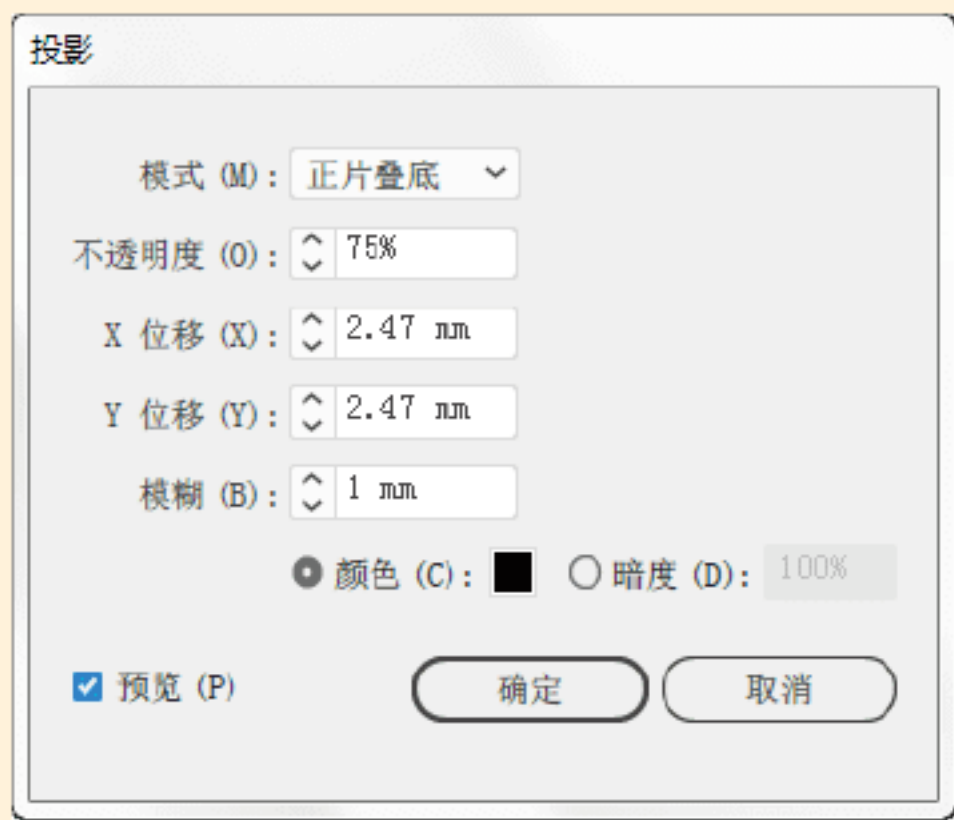 投影
模式 (M): 正片叠底
不透明度 (O): 75%
X 位移 (X): 2.47 mm
Y 位移 (Y): 2.47 mm
模糊 (B): 1 mm
颜色 (C): 暗度 (D): 100%
预览 (P) 确定 取消